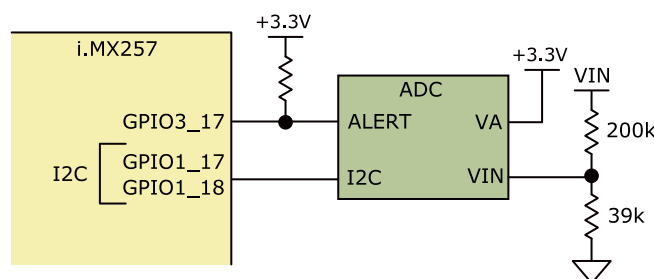 i.MX257
GPIO3_17
I2C
GPIO1_17
GPIO1_18
+3.3V
ADC
ALERT
VA
I2C
VIN
+3.3V
VIN
200k
39k